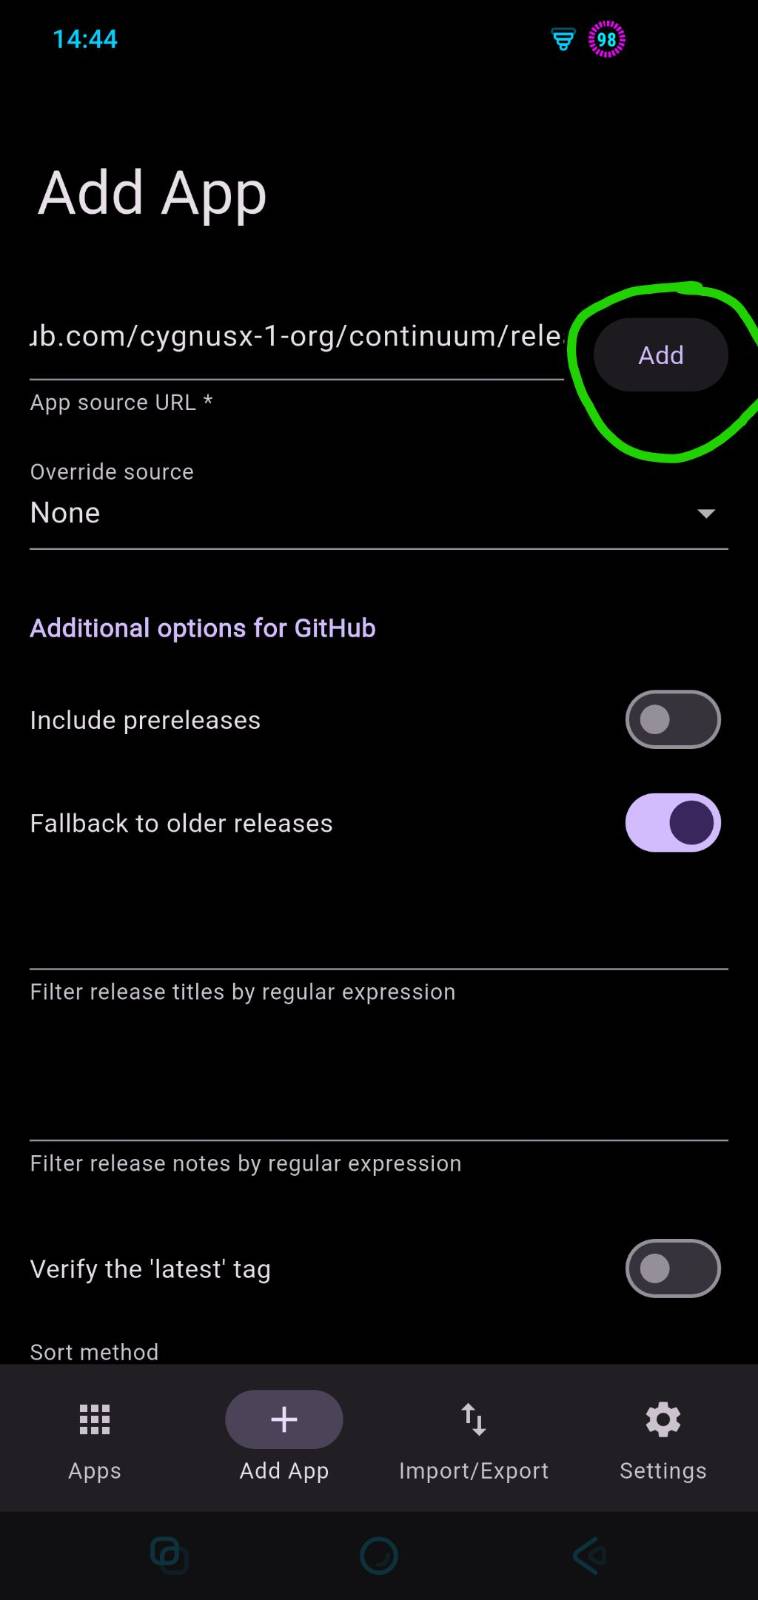 14:44
98
Add App
ub.com/cygnusx-1-org/continuum/rele
Add
App source URL *
Override source
None
Additional options for GitHub
Include prereleases
Fallback to older releases
Filter release titles by regular expression
Filter release notes by regular expression
Verify the 'latest' tag
Sort method
Apps
Add App
Import/Export
Settings